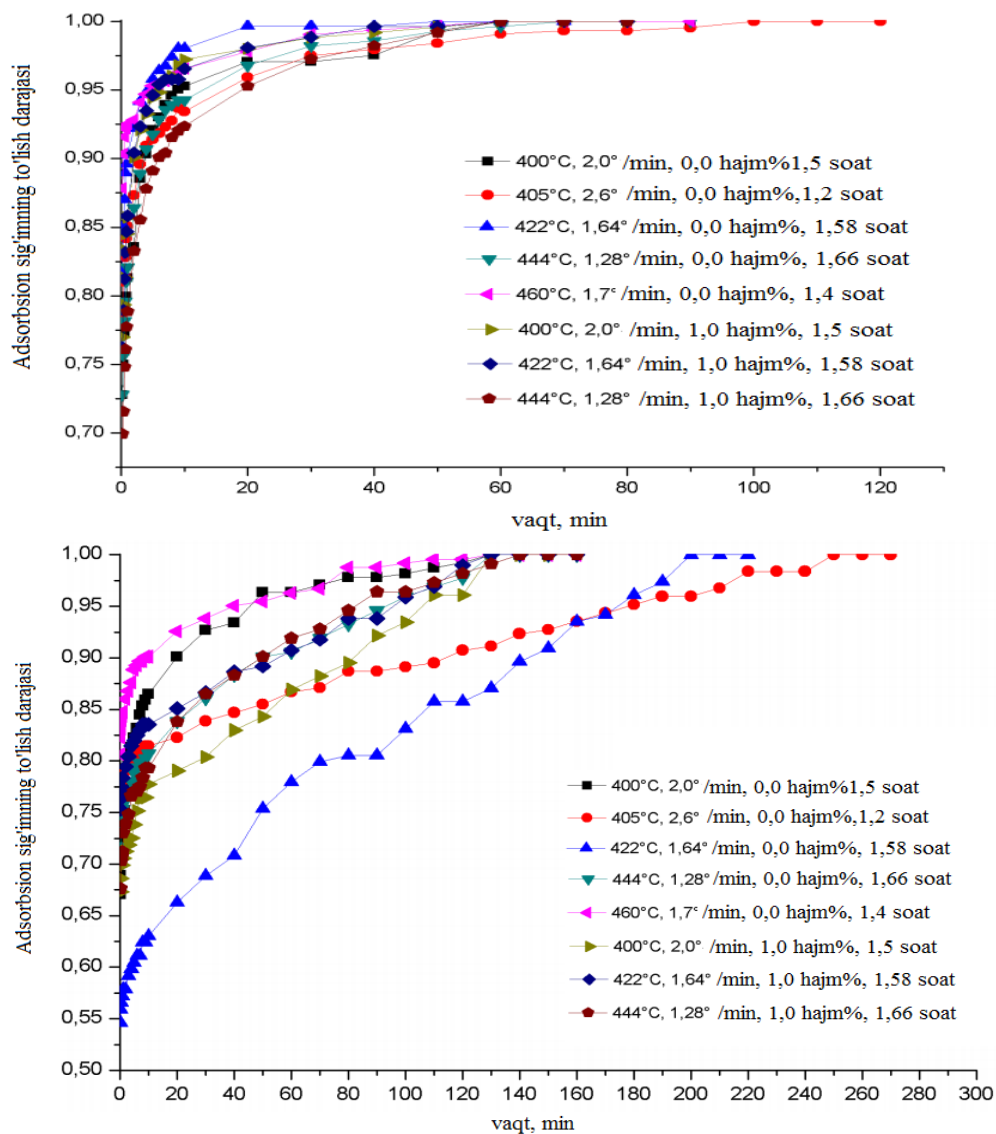 Adsorbsion sig'imning to'lish darajasi
1,00
0,95
0,90
0,85
0,80
0,75
0,70
400°C, 2,0° /min, 0,0 hajm%1,5 soat
405°C, 2,6° /min, 0,0 hajm%,1,2 soat
422°C, 1,64° /min, 0,0 hajm%, 1,58 soat
444°C, 1,28° /min, 0,0 hajm%, 1,66 soat
460°C, 1,7° /min, 0,0 hajm%, 1,4 soat
400°C, 2,0° /min, 1,0 hajm%, 1,5 soat
422°C, 1,64° /min, 1,0 hajm%, 1,58 soat
444°C, 1,28° /min, 1,0 hajm%, 1,66 soat
0 20 40 60 80 100 120
vaqt, min
Adsorbsion sig'imning to'lish darajasi
1,00
0,95
0,90
0,85
0,80
0,75
0,70
0,65
0,60
0,55
0,50
400°C, 2,0° /min, 0,0 hajm%1,5 soat
405°C, 2,6° /min, 0,0 hajm%,1,2 soat
422°C, 1,64° /min, 0,0 hajm%, 1,58 soat
444°C, 1,28° /min, 0,0 hajm%, 1,66 soat
460°C, 1,7° /min, 0,0 hajm%, 1,4 soat
400°C, 2,0° /min, 1,0 hajm%, 1,5 soat
422°C, 1,64° /min, 1,0 hajm%, 1,58 soat
444°C, 1,28° /min, 1,0 hajm%, 1,66 soat
0 20 40 60 80 100 120 140 160 180 200 220 240 260 280 300
vaqt, min